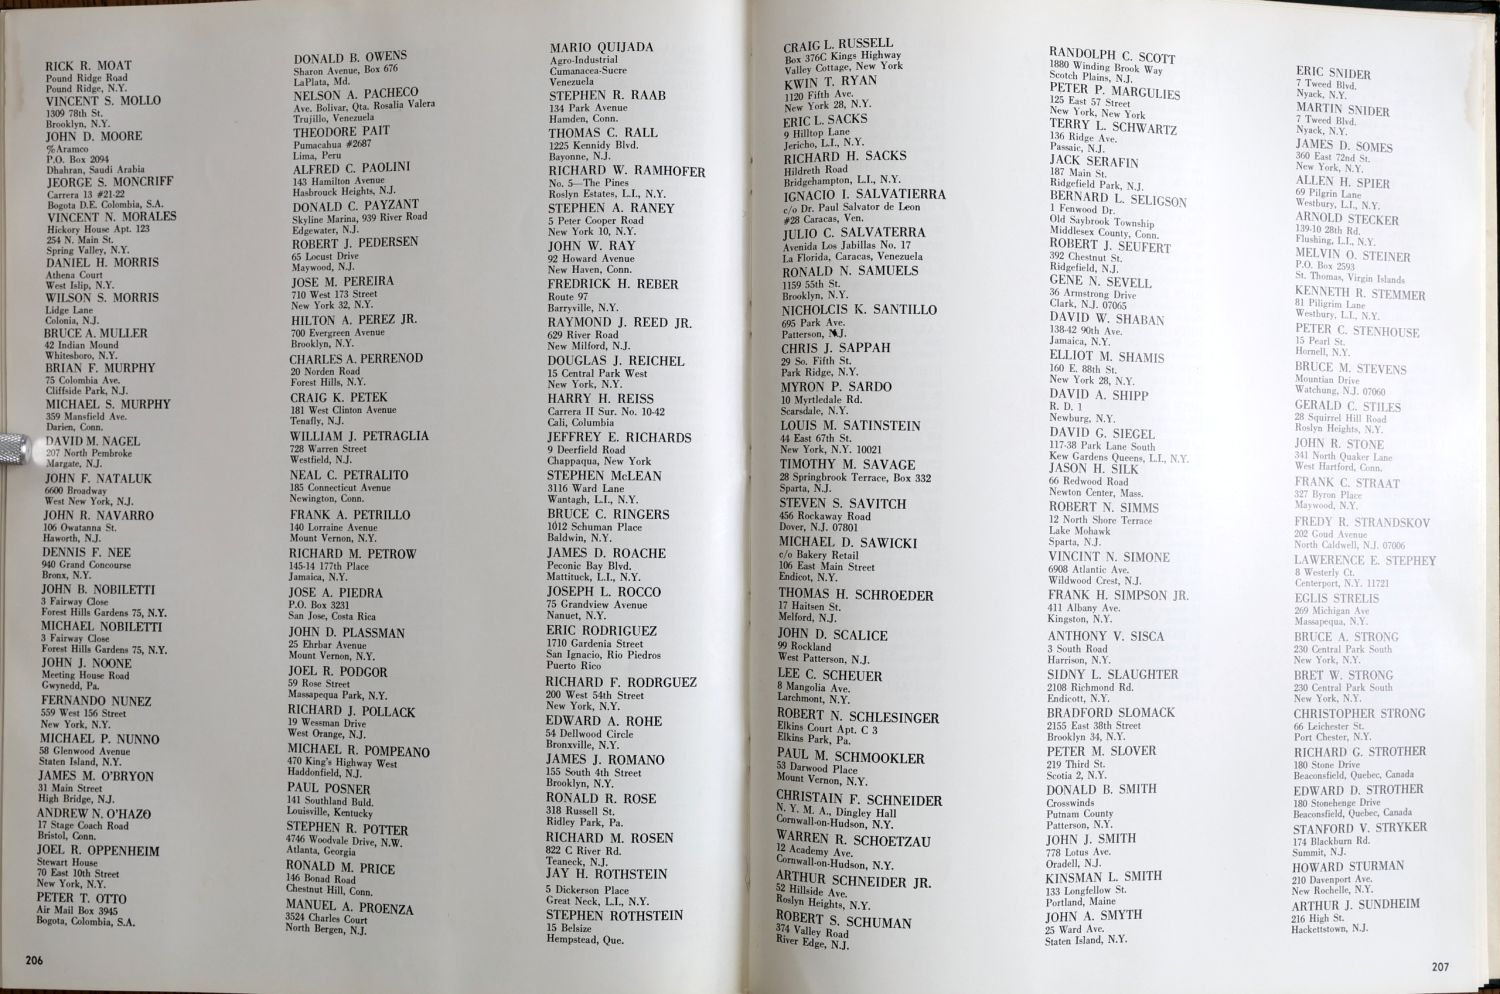 RICK R. MOAT
Pound Ridge Road
Pound Ridge, N.Y.
VINCENT S. MOLLO
1309 78th St.
Brooklyn, N.Y.
JOHN D. MOORE
%Aramco
P.O. Box 2094
Dhahran, Saudi Arabia
JEORGE S. MONCRIFF
Carrera 13 #21-22
Bogota D.E. Colombia, S.A.
VINCENT N. MORALES
Hickory House Apt. 123
254 N. Main St.
Spring Valley, N.Y.
DANIEL H. MORRIS
Athena Court
West Islip, N.Y.
WILSON S. MORRIS
Lidge Lane
Colonia, N.J.
BRUCE A. MULLER
42 Indian Mound
Whitesboro, N.Y.
BRIAN F. MURPHY
75 Colombia Ave.
Cliffside Park, N.J.
MICHAEL S. MURPHY
359 Mansfield Ave.
Darien, Conn.
DAVID M. NAGEL
207 North Pembroke
Margate, N.J.
JOHN F. NATALUK
6600 Broadway
West New York, N.J.
JOHN R. NAVARRO
106 Owatanna St.
Haworth, N.J.
DENNIS F. NEE
940 Grand Concourse
Bronx, N.Y.
JOHN B. NOBILETTI
3 Fairway Close
Forest Hills Gardens 75, N.Y.
MICHAEL NOBILETTI
3 Fairway Close
Forest Hills Gardens 75, N.Y.
JOHN J. NOONE
Meeting House Road
Gwynedd, Pa.
FERNANDO NUNEZ
559 West 156 Street
New York, N.Y.
MICHAEL P. NUNNO
58 Glenwood Avenue
Staten Island, N.Y.
JAMES M. O'BRYON
31 Main Street
High Bridge, N.J.
ANDREW N. O'HAZO
17 Stage Coach Road
Bristol, Conn.
JOEL R. OPPENHEIM
Stewart House
70 East 10th Street
New York, N.Y.
PETER T. OTTO
Air Mail Box 3945
Bogota, Colombia, S.A.
DONALD B. OWENS
Sharon Avenue, Box 676
LaPlata, Md.
NELSON A. PACHECO
Ave. Bolivar, Qta. Rosalia Valera
Trujillo, Venezuela
THEODORE PAIT
Pumacahua #2687
Lima, Peru
ALFRED C. PAOLINI
143 Hamilton Avenue
Hasbrouck Heights, N.J.
DONALD C. PAYZANT
Skyline Marina, 939 River Road
Edgewater, N.J.
ROBERT J. PEDERSEN
65 Locust Drive
Maywood, N.J.
JOSE M. PEREIRA
710 West 173 Street
New York 32, N.Y.
HILTON A. PEREZ JR.
700 Evergreen Avenue
Brooklyn, N.Y.
CHARLES A. PERRENOD
20 Norden Road
Forest Hills, N.Y.
CRAIG K. PETEK
181 West Clinton Avenue
Tenafly, N.J.
WILLIAM J. PETRAGLIA
728 Warren Street
Westfield, N.J.
NEAL C. PETRALITO
185 Connecticut Avenue
Newington, Conn.
FRANK A. PETRILLO
140 Lorraine Avenue
Mount Vernon, N.Y.
RICHARD M. PETROW
145-14 177th Place
Jamaica, N.Y.
JOSE A. PIEDRA
P.O. Box 3231
San Jose, Costa Rica
JOHN D. PLASSMAN
25 Ehrbar Avenue
Mount Vernon, N.Y.
JOEL R. PODGOR
59 Rose Street
Massapequa Park, N.Y.
RICHARD J. POLLACK
19 Wessman Drive
West Orange, N.J.
MICHAEL R. POMPEANO
470 King's Highway West
Haddonfield, N.J.
PAUL POSNER
141 Southland Buld.
Louisville, Kentucky
STEPHEN R. POTTER
4746 Woodvale Drive, N.W.
Atlanta, Georgia
RONALD M. PRICE
146 Bonad Road
Chestnut Hill, Conn.
MANUEL A. PROENZA
3524 Charles Court
North Bergen, N.J.
MARIO QUIJADA
Agro-Industrial
Cumanacea-Sucre
Venezuela
STEPHEN R. RAAB
134 Park Avenue
Hamden, Conn.
THOMAS C. RALL
1225 Kennidy Blvd.
Bayonne, N.J.
RICHARD W. RAMHOFER
No. 5—The Pines
Roslyn Estates, L.I., N.Y.
STEPHEN A. RANEY
5 Peter Cooper Road
New York 10, N.Y.
JOHN W. RAY
92 Howard Avenue
New Haven, Conn.
FREDRICK H. REBER
Route 97
Barryville, N.Y.
RAYMOND J. REED JR.
629 River Road
New Milford, N.J.
DOUGLAS J. REICHEL
15 Central Park West
New York, N.Y.
HARRY H. REISS
Carrera II Sur. No. 10-42
Cali, Columbia
JEFFREY E. RICHARDS
9 Deerfield Road
Chappaqua, New York
STEPHEN McLEAN
3116 Ward Lane
Wantagh, L.I., N.Y.
BRUCE C. RINGERS
1012 Schuman Place
Baldwin, N.Y.
JAMES D. ROACHE
Peconic Bay Blvd.
Mattituck, L.I., N.Y.
JOSEPH L. ROCCO
75 Grandview Avenue
Nanuet, N.Y.
ERIC RODRIGUEZ
1710 Gardenia Street
San Ignacio, Rio Piedros
Puerto Rico
RICHARD F. RODRGUEZ
200 West 54th Street
New York, N.Y.
EDWARD A. ROHE
54 Dellwood Circle
Bronxville, N.Y.
JAMES J. ROMANO
155 South 4th Street
Brooklyn, N.Y.
RONALD R. ROSE
318 Russell St.
Ridley Park, Pa.
RICHARD M. ROSEN
822 C River Rd.
Teaneck, N.J.
JAY H. ROTHSTEIN
5 Dickerson Place
Great Neck, L.I., N.Y.
STEPHEN ROTHSTEIN
15 Belsize
Hempstead, Que.
206
CRAIG L. RUSSELL
Box 376C Kings Highway
Valley Cottage, New York
KWIN T. RYAN
1120 Fifth Ave.
New York 28, N.Y.
ERIC L. SACKS
9 Hilltop Lane
Jericho, L.I., N.Y.
RICHARD H. SACKS
Hildreth Road
Bridgehampton, L.I., N.Y.
IGNACIO I. SALVATIERRA
c/o Dr. Paul Salvator de Leon
#28 Caracas, Ven.
JULIO C. SALVATERRA
Avenida Los Jabillas No. 17
La Florida, Caracas, Venezuela
RONALD N. SAMUELS
1159 55th St.
Brooklyn, N.Y.
NICHOLCIS K. SANTILLO
695 Park Ave.
Patterson, N.J.
CHRIS J. SAPPAH
29 So. Fifth St.
Park Ridge, N.Y.
MYRON P. SARDO
10 Myrtledale Rd.
Scarsdale, N.Y.
LOUIS M. SATINSTEIN
44 East 67th St.
New York, N.Y. 10021
TIMOTHY M. SAVAGE
28 Springbrook Terrace, Box 332
Sparta, N.J.
STEVEN S. SAVITCH
456 Rockaway Road
Dover, N.J. 07801
MICHAEL D. SAWICKI
c/o Bakery Retail
106 East Main Street
Endicot, N.Y.
THOMAS H. SCHROEDER
17 Haitsen St.
Melford, N.J.
JOHN D. SCALICE
99 Rockland
West Patterson, N.J.
LEE C. SCHEUER
8 Mangolia Ave.
Larchmont, N.Y.
ROBERT N. SCHLESINGER
Elkins Court Apt. C 3
Elkins Park, Pa.
PAUL M. SCHMOOKLER
53 Darwood Place
Mount Vernon, N.Y.
CHRISTAIN F. SCHNEIDER
N. Y. M. A., Dingley Hall
Cornwall-on-Hudson, N.Y.
WARREN R. SCHOETZAU
12 Academy Ave.
Cornwall-on-Hudson, N.Y.
ARTHUR SCHNEIDER JR.
52 Hillside Ave.
Roslyn Heights, N.Y.
ROBERT S. SCHUMAN
374 Valley Road
River Edge, N.J.
RANDOLPH C. SCOTT
1880 Winding Brook Way
Scotch Plains, N.J.
PETER P. MARGULIES
125 East 57 Street
New York, New York
TERRY L. SCHWARTZ
136 Ridge Ave.
Passaic, N.J.
JACK SERAFIN
187 Main St.
Ridgefield Park, N.J.
BERNARD L. SELIGSON
1 Fenwood Dr.
Old Saybrook Township
Middlesex County, Conn.
ROBERT J. SEUFERT
392 Chestnut St.
Ridgefield, N.J.
GENE N. SEVELL
36 Armstrong Drive
Clark, N.J. 07065
DAVID W. SHABAN
138-42 90th Ave.
Jamaica, N.Y.
ELLIOT M. SHAMIS
160 E. 88th St.
New York 28, N.Y.
DAVID A. SHIPP
R. D. 1
Newburg, N.Y.
DAVID G. SIEGEL
117-38 Park Lane South
Kew Gardens Queens, L.I., N.Y.
JASON H. SILK
66 Redwood Road
Newton Center, Mass.
ROBERT N. SIMMS
12 North Shore Terrace
Lake Mohawk
Sparta, N.J.
VINCINT N. SIMONE
6908 Atlantic Ave.
Wildwood Crest, N.J.
FRANK H. SIMPSON JR.
411 Albany Ave.
Kingston, N.Y.
ANTHONY V. SISCA
3 South Road
Harrison, N.Y.
SIDNY L. SLAUGHTER
2108 Richmond Rd.
Endicott, N.Y.
BRADFORD SLOMACK
2155 East 38th Street
Brooklyn 34, N.Y.
PETER M. SLOVER
219 Third St.
Scotia 2, N.Y.
DONALD B. SMITH
Crosswinds
Putnam County
Patterson, N.Y.
JOHN J. SMITH
778 Lotus Ave.
Oradell, N.J.
KINSMAN L. SMITH
133 Longfellow St.
Portland, Maine
JOHN A. SMYTH
25 Ward Ave.
Staten Island, N.Y.
ERIC SNIDER
7 Tweed Blvd.
Nyack, N.Y.
MARTIN SNIDER
7 Tweed Blvd.
Nyack, N.Y.
JAMES D. SOMES
360 East 72nd St.
New York, N.Y.
ALLEN H. SPIER
69 Pilgrin Lane
Westbury, L.I., N.Y.
ARNOLD STECKER
139-10 28th Rd.
Flushing, L.I., N.Y.
MELVIN O. STEINER
P.O. Box 2593
St. Thomas, Virgin Islands
KENNETH R. STEMMER
81 Piligrim Lane
Westbury, L.I., N.Y.
PETER C. STENHOUSE
15 Pearl St.
Hornell, N.Y.
BRUCE M. STEVENS
Mountian Drive
Watchung, N.J. 07060
GERALD C. STILES
28 Squirrel Hill Road
Roslyn Heights, N.Y.
JOHN R. STONE
341 North Quaker Lane
West Hartford, Conn.
FRANK C. STRAAT
327 Byron Place
Maywood, N.Y.
FREDY R. STRANDSKOV
202 Goud Avenue
North Caldwell, N.J. 07006
LAWERENCE E. STEPHEY
8 Westerly Ct.
Centerport, N.Y. 11721
EGLIS STRELIS
269 Michigan Ave
Massapequa, N.Y.
BRUCE A. STRONG
230 Central Park South
New York, N.Y.
BRET W. STRONG
230 Central Park South
New York, N.Y.
CHRISTOPHER STRONG
66 Leichester St.
Port Chester, N.Y.
RICHARD G. STROTHER
180 Stone Drive
Beaconsfield, Quebec, Canada
EDWARD D. STROTHER
180 Stonehenge Drive
Beaconsfield, Quebec, Canada
STANFORD V. STRYKER
174 Blackburn Rd.
Summit, N.J.
HOWARD STURMAN
210 Davenport Ave.
New Rochelle, N.Y.
ARTHUR J. SUNDHEIM
216 High St.
Hackettstown, N.J.
207